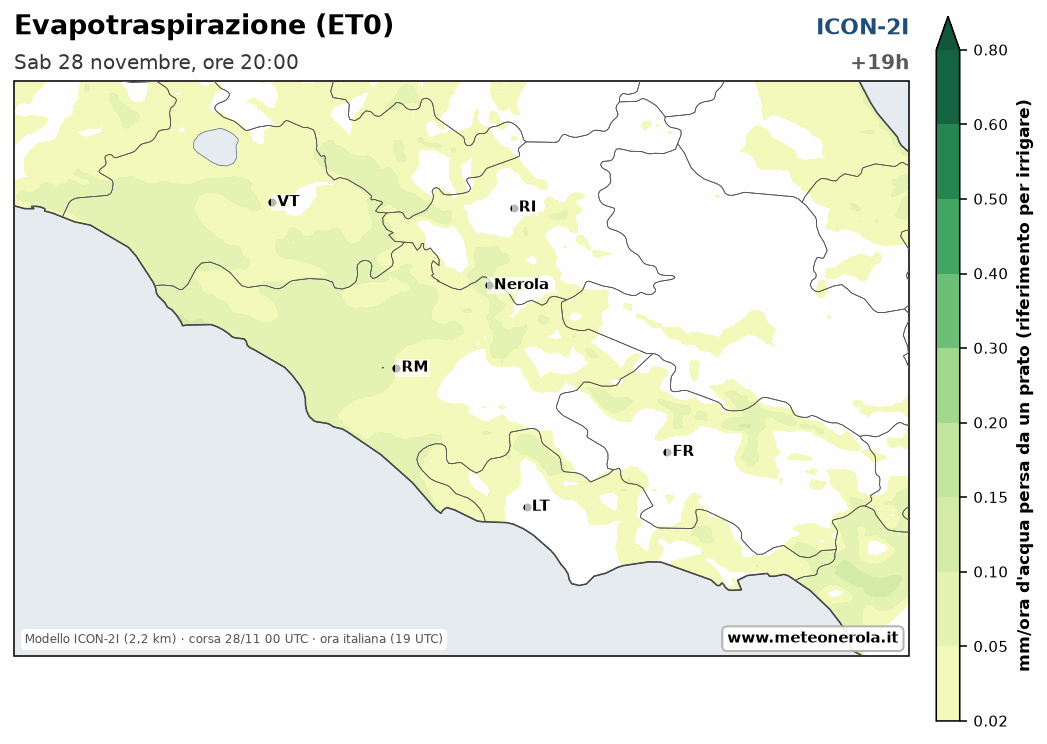 Evapotraspirazione (ET0)
ICON-2I
Sab 28 novembre, ore 20:00
+19h
VT
RI
Nerola
RM
FR
LT
Modello ICON-2I (2,2 km) · corsa 28/11 00 UTC · ora italiana (19 UTC)
www.meteonerola.it
0.80
0.60
0.50
0.40
0.30
0.20
0.15
0.10
0.05
0.02
mm/ora d'acqua persa da un prato (riferimento per irrigare)